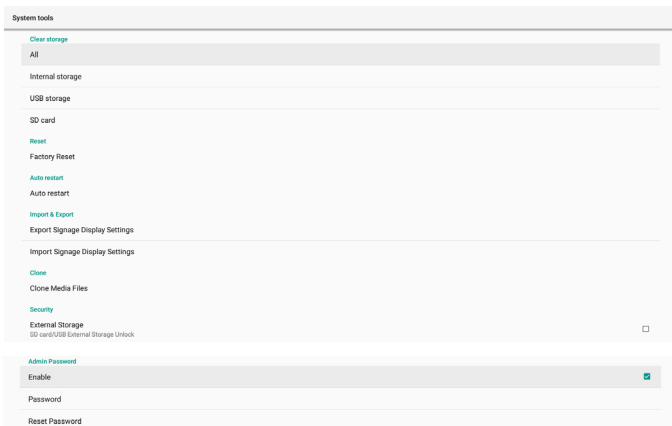 System tools
Clear storage
All
Internal storage
USB storage
SD card
Reset
Factory Reset
Auto restart
Auto restart
Import & Export
Export Signage Display Settings
Import Signage Display Settings
Clone
Clone Media Files
Security
External Storage
SD card/USB External Storage Unlock
Admin Password
Enable
Password
Reset Password